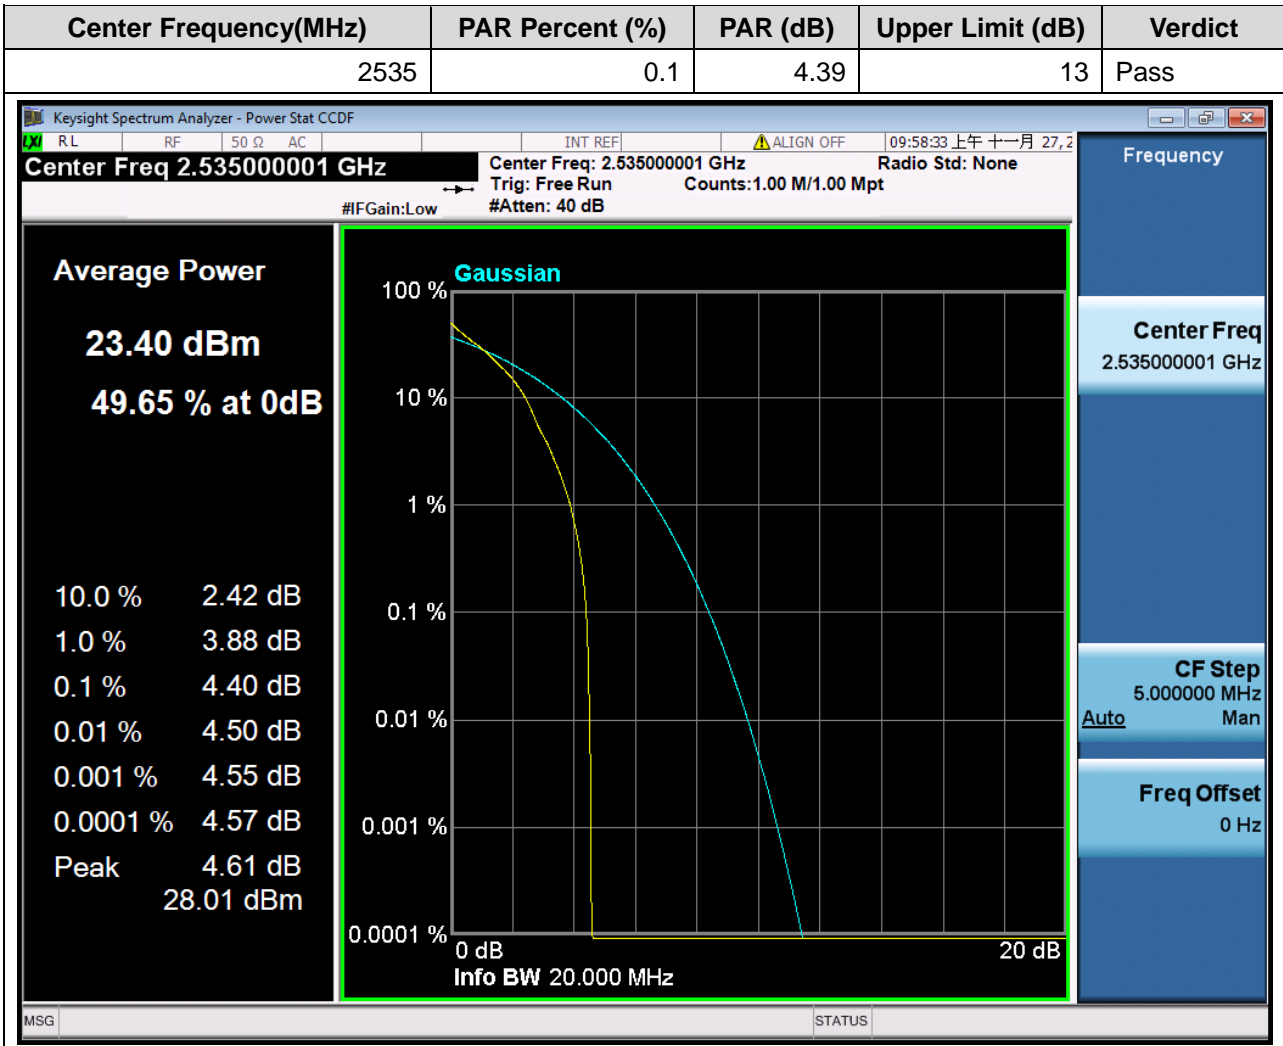 Center Frequency(MHz) PAR Percent (%) PAR (dB) Upper Limit (dB) Verdict
2535 0.1 4.39 13 Pass
Keysight Spectrum Analyzer - Power Stat CCDF
LXI RL RF 50 Ω AC INT REF ALIGN OFF 09:58:33 上午 十一月 27, 2
Center Freq 2.535000001 GHz
Center Freq: 2.535000001 GHz Radio Std: None
Trig: Free Run Counts:1.00 M/1.00 Mpt
#IFGain:Low #Atten: 40 dB
Average Power
23.40 dBm
49.65 % at 0dB
10.0 % 2.42 dB
1.0 % 3.88 dB
0.1 % 4.40 dB
0.01 % 4.50 dB
0.001 % 4.55 dB
0.0001 % 4.57 dB
Peak 4.61 dB
28.01 dBm
Gaussian
100 %
10 %
1 %
0.1 %
0.01 %
0.001 %
0.0001 %
0 dB 20 dB
Info BW 20.000 MHz
Frequency
Center Freq
2.535000001 GHz
CF Step
5.000000 MHz
Auto Man
Freq Offset
0 Hz
MSG STATUS